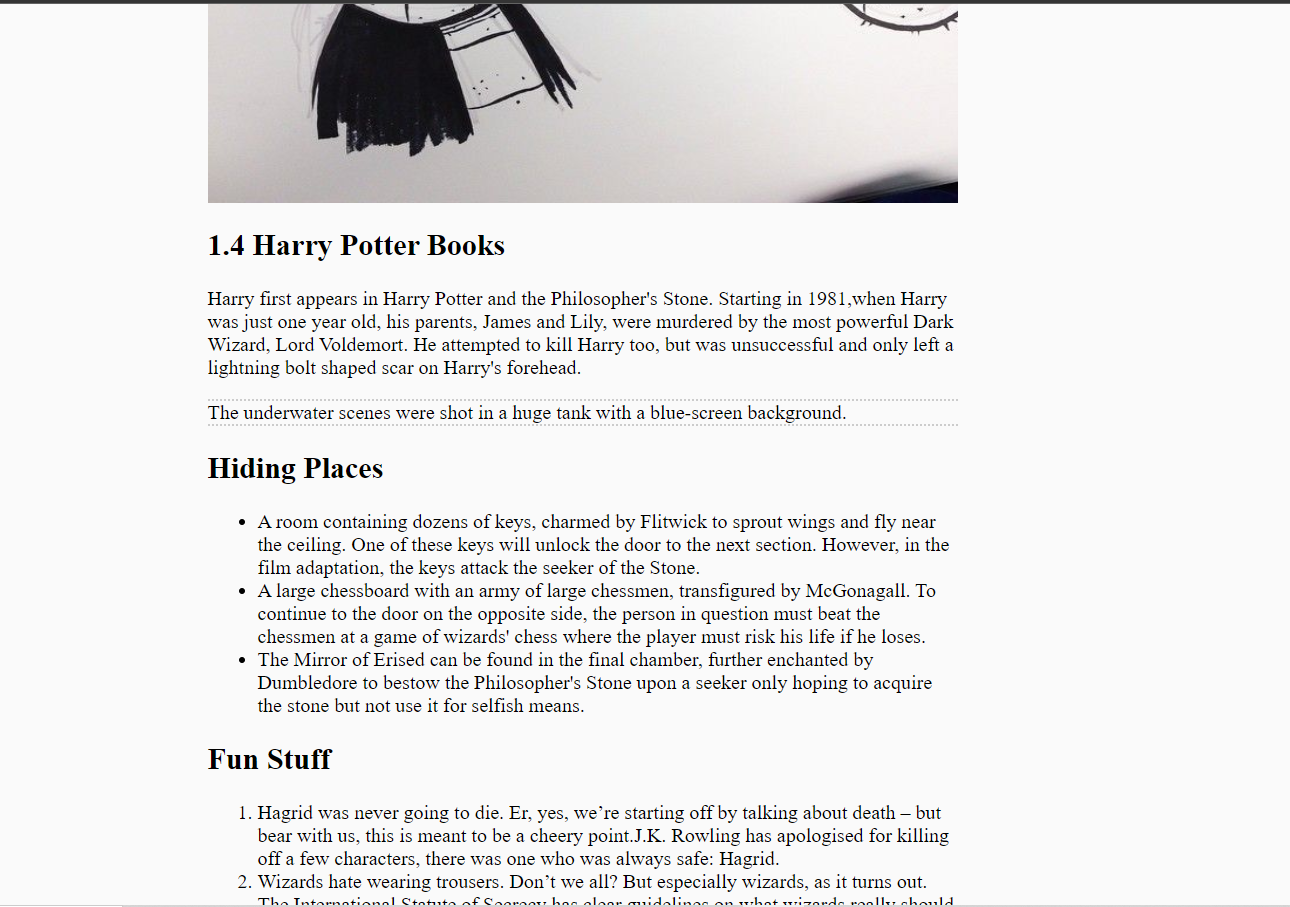 1.4 Harry Potter Books
Harry first appears in Harry Potter and the Philosopher's Stone. Starting in 1981,when Harry
was just one year old, his parents, James and Lily, were murdered by the most powerful Dark
Wizard, Lord Voldemort. He attempted to kill Harry too, but was unsuccessful and only left a
lightning bolt shaped scar on Harry's forehead.
The underwater scenes were shot in a huge tank with a blue-screen background.
Hiding Places
• A room containing dozens of keys, charmed by Flitwick to sprout wings and fly near
the ceiling. One of these keys will unlock the door to the next section. However, in the
film adaptation, the keys attack the seeker of the Stone.
• A large chessboard with an army of large chessmen, transfigured by McGonagall. To
continue to the door on the opposite side, the person in question must beat the
chessmen at a game of wizards' chess where the player must risk his life if he loses.
• The Mirror of Erised can be found in the final chamber, further enchanted by
Dumbledore to bestow the Philosopher's Stone upon a seeker only hoping to acquire
the stone but not use it for selfish means.
Fun Stuff
1. Hagrid was never going to die. Er, yes, we’re starting off by talking about death – but
bear with us, this is meant to be a cheery point.J.K. Rowling has apologised for killing
off a few characters, there was one who was always safe: Hagrid.
2. Wizards hate wearing trousers. Don’t we all? But especially wizards, as it turns out.
The International Statute of Secrecy has clear guidelines on what wizards really should